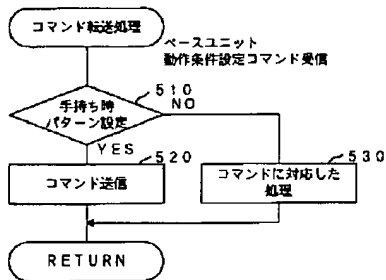 コマンド転送処理
ベースユニット
動作条件設定コマンド受信
510
手持ち時
パターン設定
NO
YES
520
530
コマンド送信
コマンドに対応した
処理
RETURN